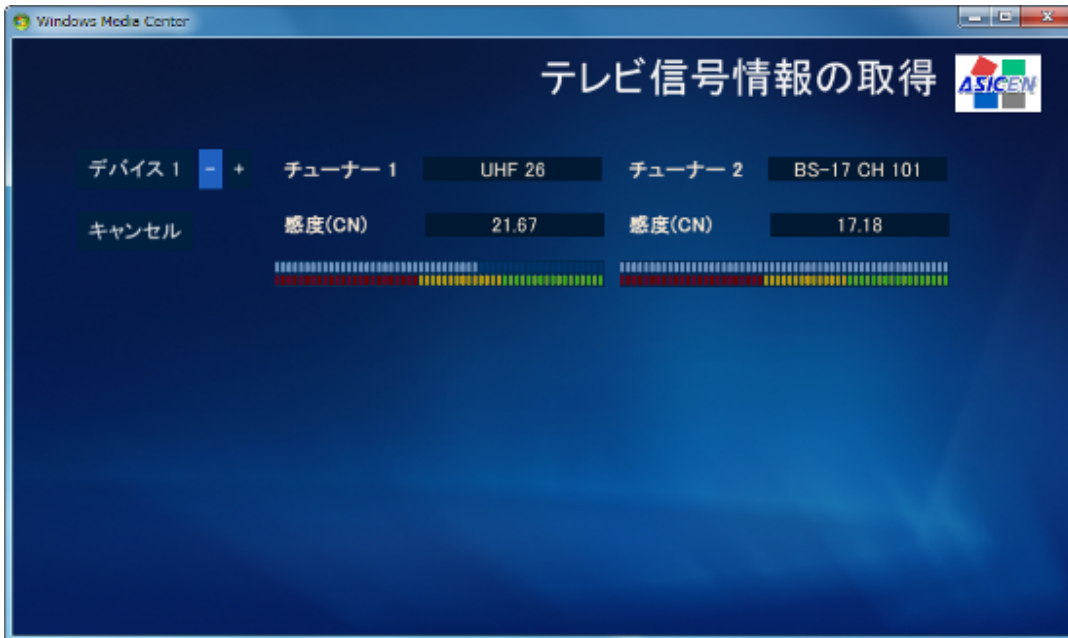 Windows Media Center
テレビ信号情報の取得
ASIGEN
デバイス 1 - + チューナー 1 UHF 26 チューナー 2 BS-17 CH 101
キャンセル 感度(CN) 21.67 感度(CN) 17.18